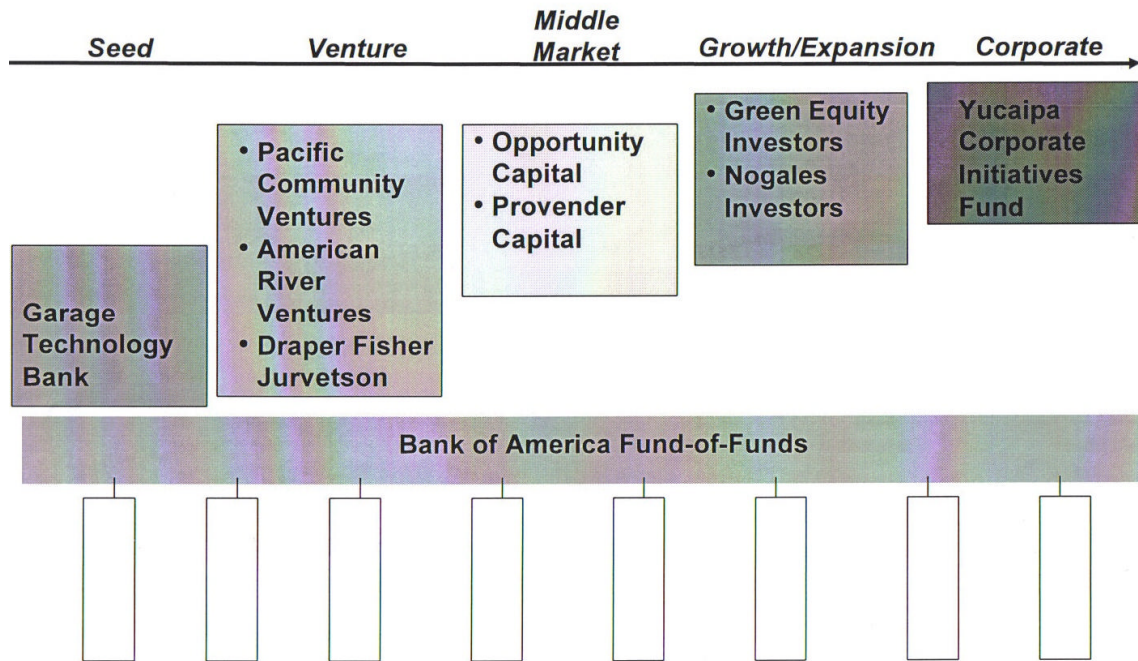 Seed
Venture
Middle
Market
Growth/Expansion
Corporate
Garage
Technology
Bank
• Pacific
Community
Ventures
• American
River
Ventures
• Draper Fisher
Jurvetson
• Opportunity
Capital
• Provender
Capital
• Green Equity
Investors
• Nogales
Investors
Yucaipa
Corporate
Initiatives
Fund
Bank of America Fund-of-Funds